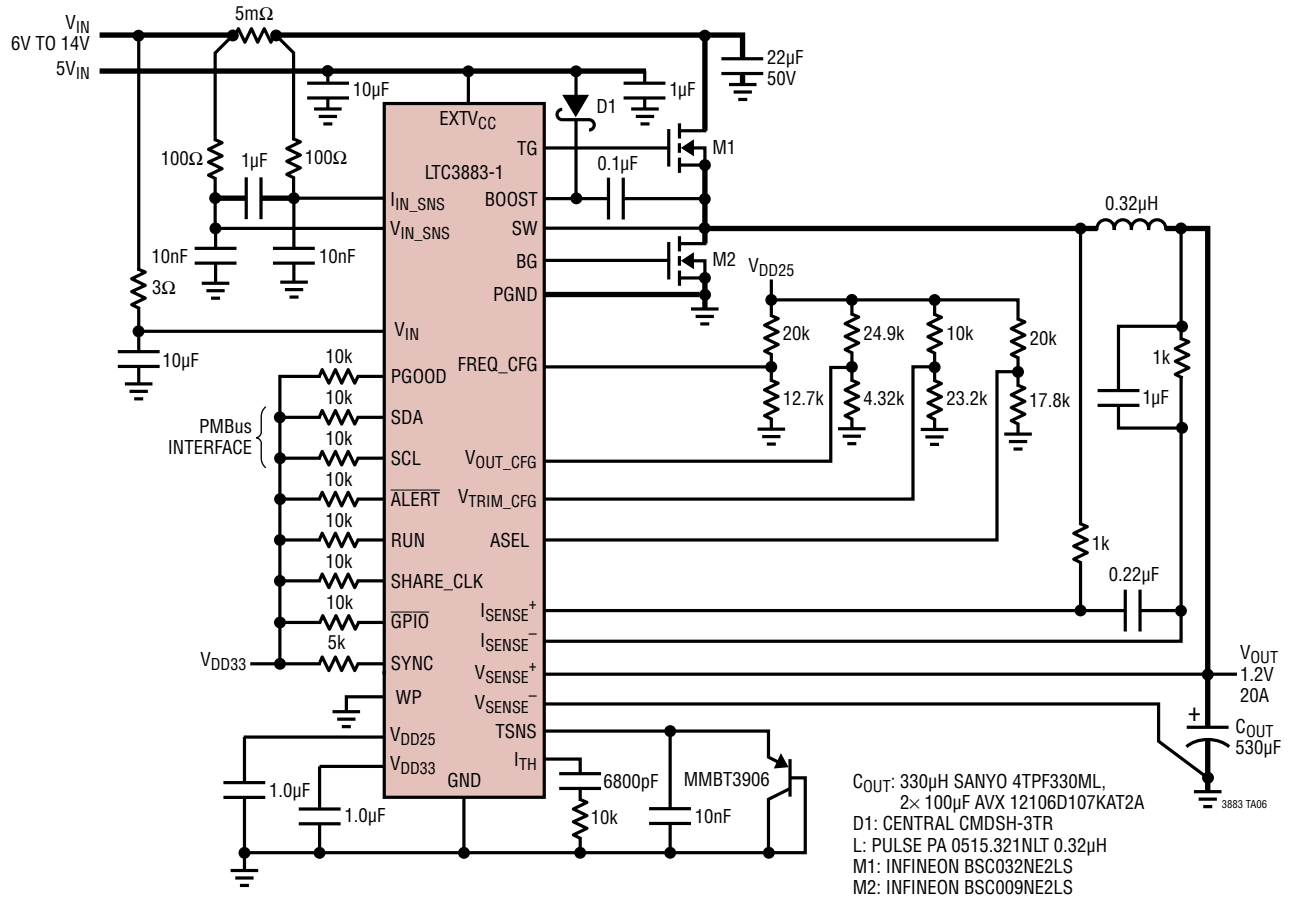 VIN
6V TO 14V
5mΩ
5VIN
10µF
D1
1µF
22µF
50V
EXTVCC
100Ω
1µF
100Ω
LTC3883-1
TG
M1
0.1µF
IIN_SNS
BOOST
VIN_SNS
SW
0.32µH
10nF
10nF
BG
M2
VDD25
3Ω
PGND
VIN
20k
24.9k
10k
20k
1k
10µF
10k
PGOOD
FREQ_CFG
12.7k
4.32k
23.2k
17.8k
1µF
10k
SDA
PMBus
INTERFACE
10k
SCL
VOUT_CFG
10k
ALERT
VTRIM_CFG
10k
RUN
ASEL
1k
10k
SHARE_CLK
0.22µF
10k
GPIO
ISENSE+
ISENSE–
5k
VDD33
SYNC
VSENSE+
VOUT
1.2V
20A
WP
VSENSE–
+
COUT
530µF
VDD25
TSNS
VDD33
ITH
GND
6800pF
MMBT3906
1.0µF
1.0µF
10k
10nF
3883 TA06
COUT: 330µH SANYO 4TPF330ML,
2× 100µF AVX 12106D107KAT2A
D1: CENTRAL CMDSH-3TR
L: PULSE PA 0515.321NLT 0.32µH
M1: INFINEON BSC032NE2LS
M2: INFINEON BSC009NE2LS